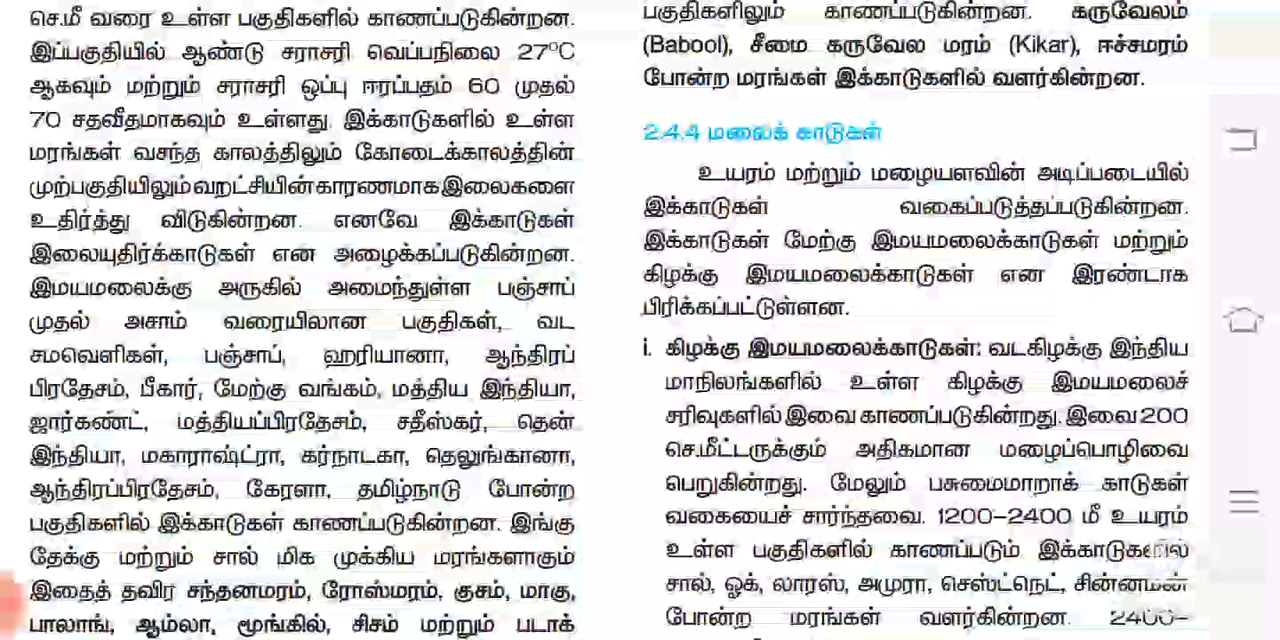 செ.மீ வரை உள்ள பகுதிகளில் காணப்படுகின்றன.
இப்பகுதியில் ஆண்டு சராசரி வெப்பநிலை 27°C
ஆகவும் மற்றும் சராசரி ஒப்பு ஈரப்பதம் 60 முதல்
70 சதவீதமாகவும் உள்ளது. இக்காடுகளில் உள்ள
மரங்கள் வசந்த காலத்திலும் கோடைக்காலத்தின்
முற்பகுதியிலும் வறட்சியின் காரணமாக இலைகளை
உதிர்த்து விடுகின்றன. எனவே இக்காடுகள்
இலையுதிர்க்காடுகள் என அழைக்கப்படுகின்றன.
இமயமலைக்கு அருகில் அமைந்துள்ள பஞ்சாப்
முதல் அசாம் வரையிலான பகுதிகள், வட
சமவெளிகள், பஞ்சாப், ஹரியானா, ஆந்திரப்
பிரதேசம், பீகார், மேற்கு வங்கம், மத்திய இந்தியா,
ஜார்கண்ட், மத்தியப்பிரதேசம், சதீஸ்கர், தென்
இந்தியா, மகாராஷ்ட்ரா, கர்நாடகா, தெலுங்கானா,
ஆந்திரப்பிரதேசம், கேரளா, தமிழ்நாடு போன்ற
பகுதிகளில் இக்காடுகள் காணப்படுகின்றன. இங்கு
தேக்கு மற்றும் சால் மிக முக்கிய மரங்களாகும்
இதைத் தவிர சந்தனமரம், ரோஸ்மரம், குசம், மாகு,
பாலாங், ஆம்லா, மூங்கில், சிசம் மற்றும் படாக்
பகுதிகளிலும் காணப்படுகின்றன. கருவேலம்
(Babool), சீமை கருவேல மரம் (Kikar), ஈச்சமரம்
போன்ற மரங்கள் இக்காடுகளில் வளர்கின்றன.
2.4.4 மலைக் காடுகள்
உயரம் மற்றும் மழையளவின் அடிப்படையில்
இக்காடுகள் வகைப்படுத்தப்படுகின்றன.
இக்காடுகள் மேற்கு இமயமலைக்காடுகள் மற்றும்
கிழக்கு இமயமலைக்காடுகள் என இரண்டாக
பிரிக்கப்பட்டுள்ளன.
i. கிழக்கு இமயமலைக்காடுகள்: வடகிழக்கு இந்திய
மாநிலங்களில் உள்ள கிழக்கு இமயமலைச்
சரிவுகளில் இவை காணப்படுகின்றது. இவை 200
செ.மீட்டருக்கும் அதிகமான மழைப்பொழிவை
பெறுகின்றது. மேலும் பசுமைமாறாக் காடுகள்
வகையைச் சார்ந்தவை. 1200–2400 மீ உயரம்
உள்ள பகுதிகளில் காணப்படும் இக்காடுகளில்
சால், ஓக், லாரஸ், அமுரா, செஸ்ட்நெட், சின்னமன்
போன்ற மரங்கள் வளர்கின்றன. 2400–